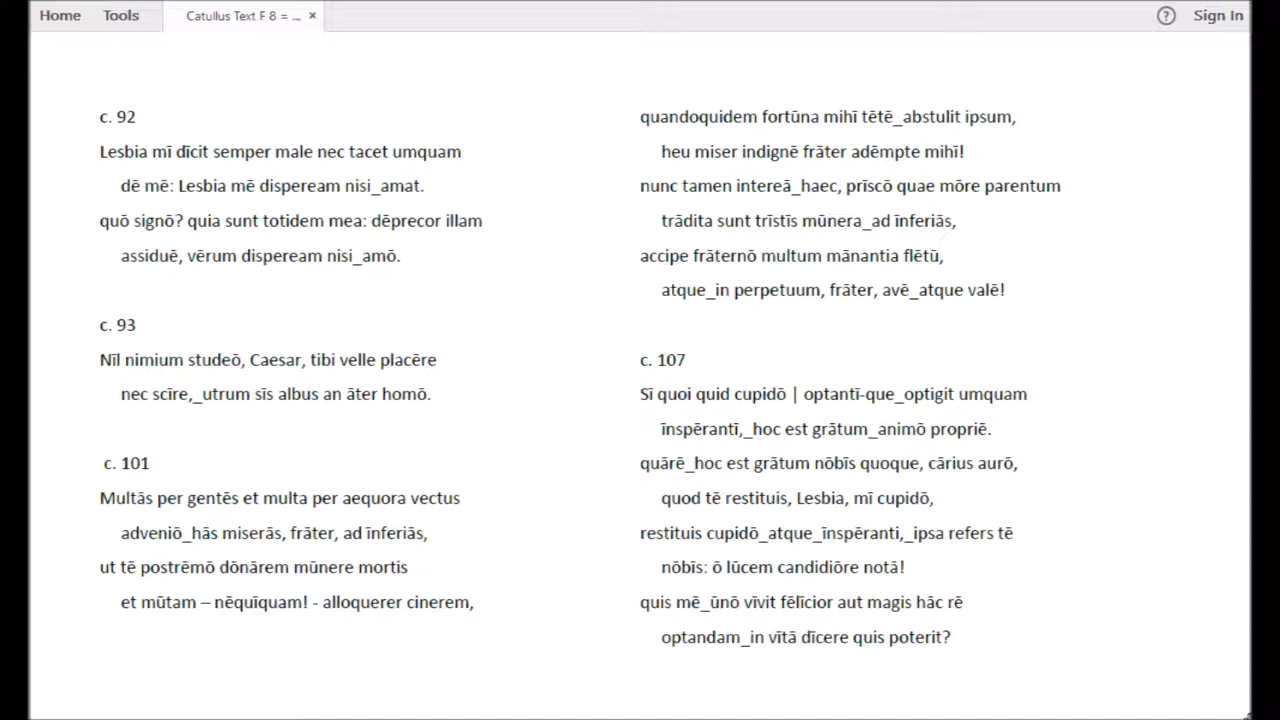 Home Tools Catullus Text F 8 = ... × ? Sign In
c. 92
Lesbia mī dīcit semper male nec tacet umquam
dē mē: Lesbia mē dispeream nisi_amat.
quō signō? quia sunt totidem mea: dēprecor illam
assiduē, vērum dispeream nisi_amō.
c. 93
Nīl nimium studeō, Caesar, tibi velle placēre
nec scīre,_utrum sīs albus an āter homō.
c. 101
Multās per gentēs et multa per aequora vectus
adveniō_hās miserās, frāter, ad īnferiās,
ut tē postrēmō dōnārem mūnere mortis
et mūtam – nēquīquam! - alloquerer cinerem,
quandoquidem fortūna mihī tētē_abstulit ipsum,
heu miser indignē frāter adēmpte mihī!
nunc tamen intereā_haec, prīscō quae mōre parentum
trādita sunt trīstīs mūnera_ad īnferiās,
accipe frāternō multum mānantia flētū,
atque_in perpetuum, frāter, avē_atque valē!
c. 107
Sī quoi quid cupidō | optantī-que_optigit umquam
īnspērantī,_hoc est grātum_animō propriē.
quārē_hoc est grātum nōbīs quoque, cārius aurō,
quod tē restituis, Lesbia, mī cupidō,
restituis cupidō_atque_īnspēranti,_ipsa refers tē
nōbīs: ō lūcem candidiōre notā!
quis mē_ūnō vīvit fēlīcior aut magis hāc rē
optandam_in vītā dīcere quis poterit?